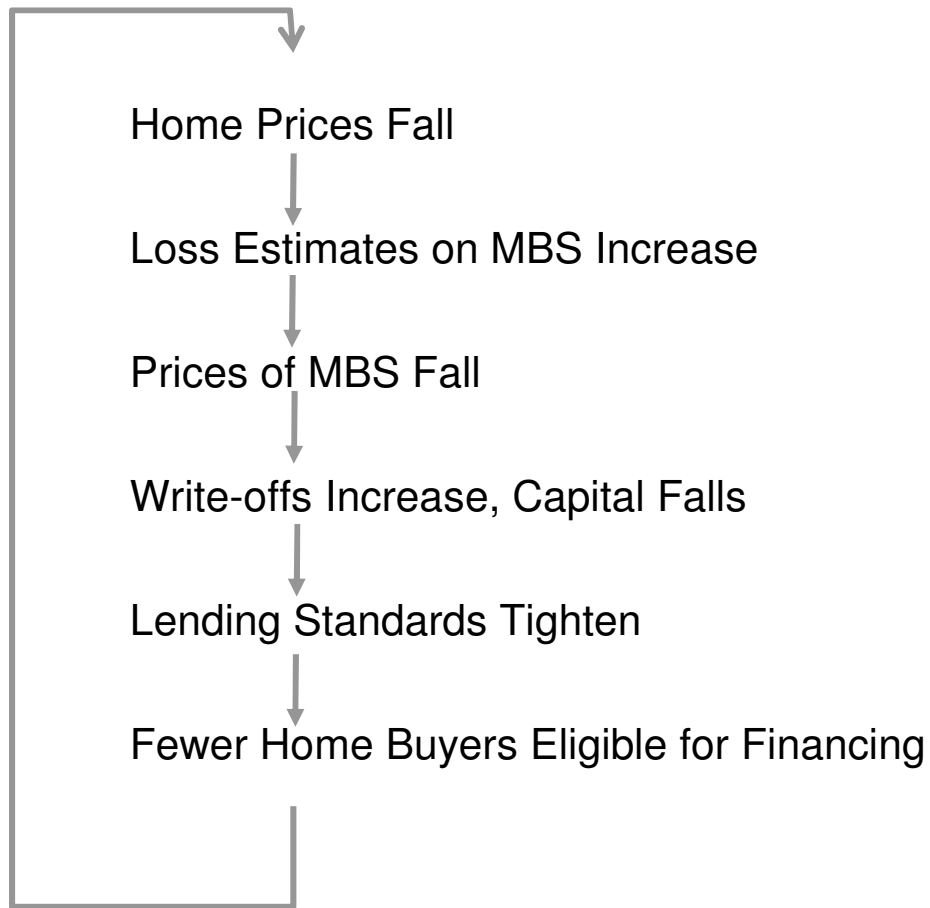 Home Prices Fall
Loss Estimates on MBS Increase
Prices of MBS Fall
Write-offs Increase, Capital Falls
Lending Standards Tighten
Fewer Home Buyers Eligible for Financing